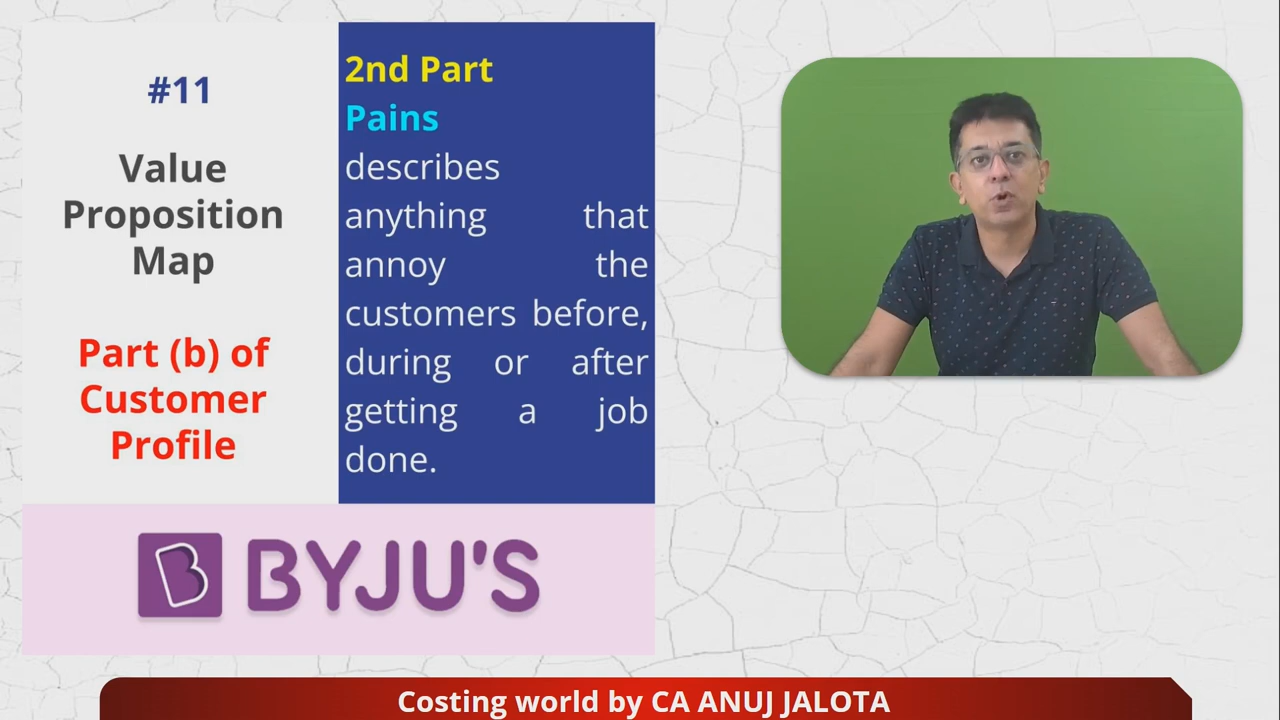 #11
Value
Proposition
Map
Part (b) of
Customer
Profile
2nd Part
Pains
describes
anything that
annoy the
customers before,
during or after
getting a job
done.
B BYJU'S
Costing world by CA ANUJ JALOTA